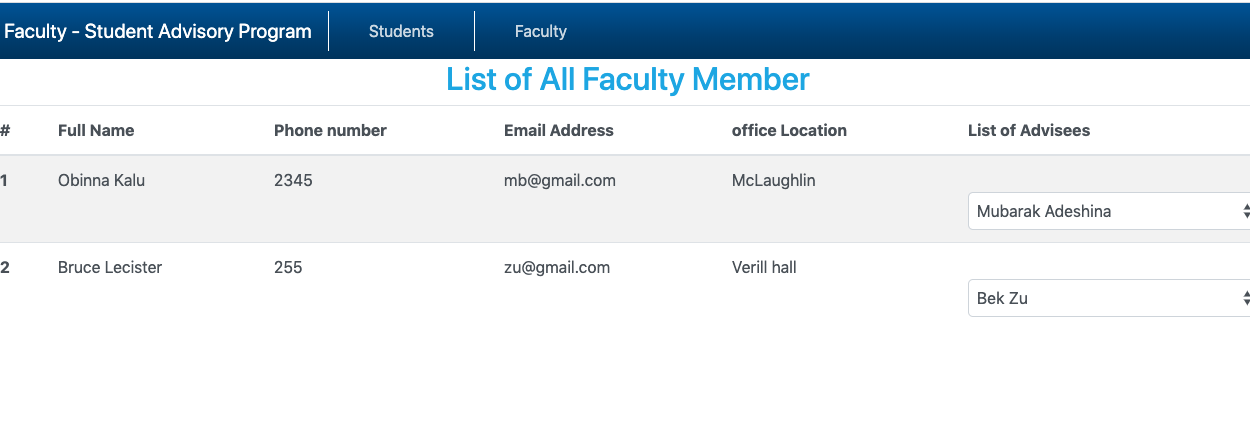 Faculty - Student Advisory Program Students Faculty
List of All Faculty Member
# Full Name Phone number Email Address office Location List of Advisees
1 Obinna Kalu 2345 mb@gmail.com McLaughlin
Mubarak Adeshina
2 Bruce Lecister 255 zu@gmail.com Verill hall
Bek Zu